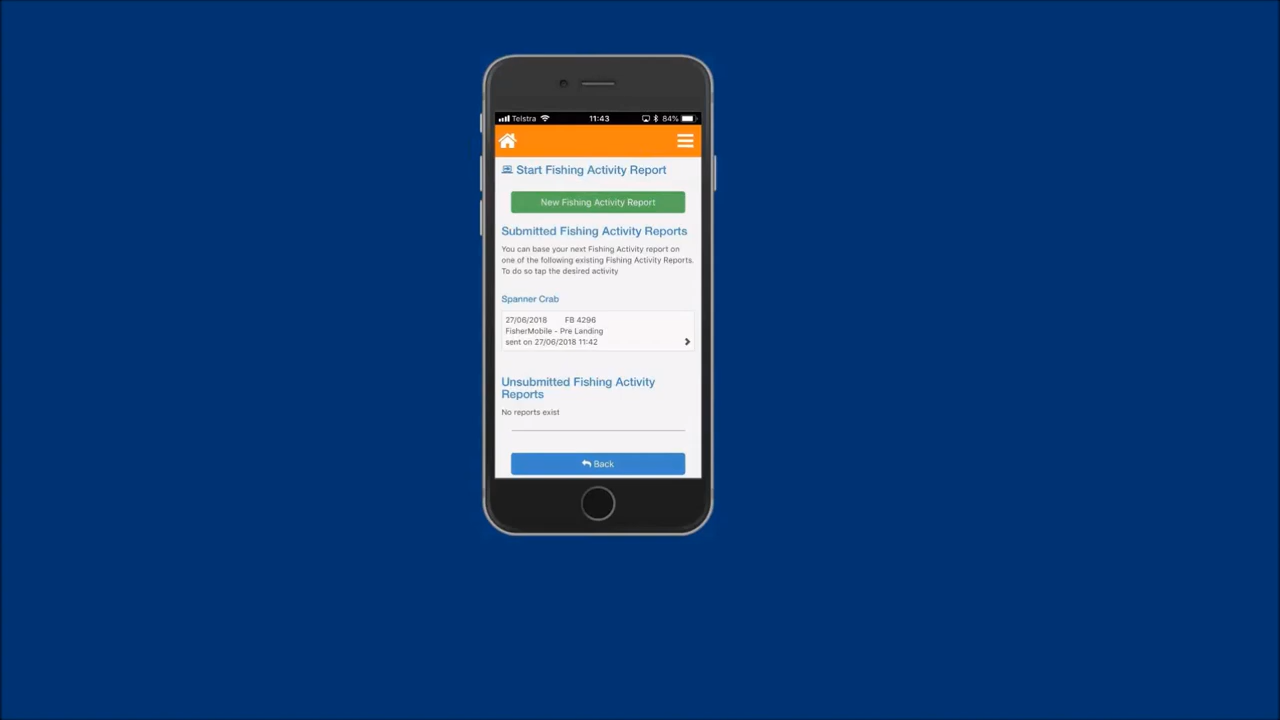 Telstra 11:43 84%
Start Fishing Activity Report
New Fishing Activity Report
Submitted Fishing Activity Reports
You can base your next Fishing Activity report on
one of the following existing Fishing Activity Reports.
To do so tap the desired activity
Spanner Crab
27/06/2018 FB 4296
FisherMobile - Pre Landing
sent on 27/06/2018 11:42
Unsubmitted Fishing Activity
Reports
No reports exist
Back